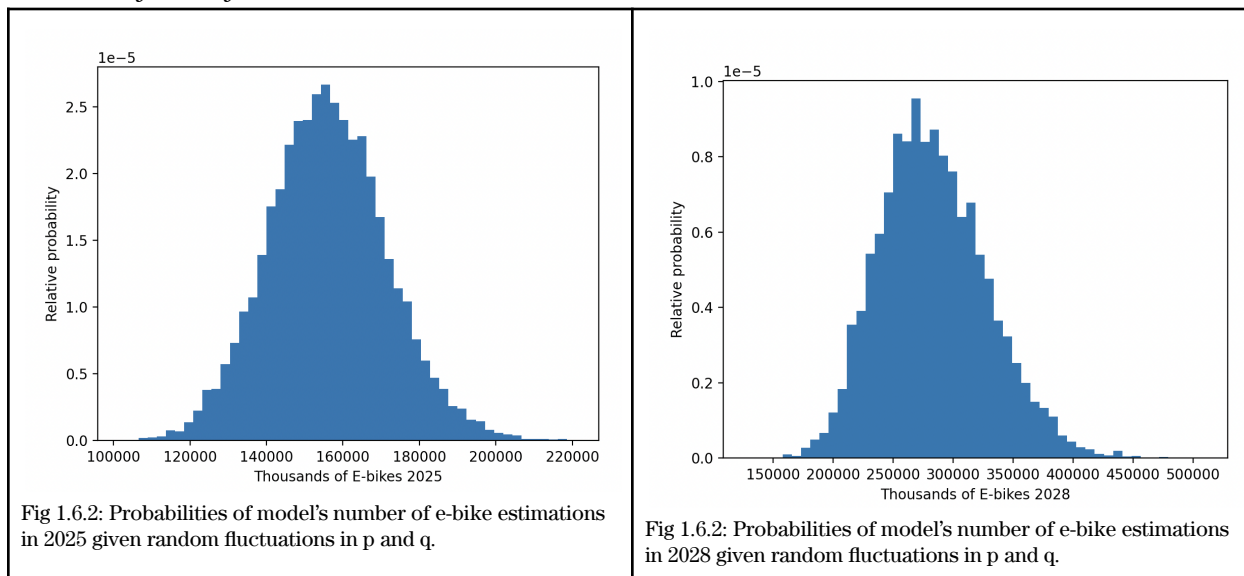 1e−5
2.5
2.0
1.5
1.0
0.5
0.0
Relative probability
100000 120000 140000 160000 180000 200000 220000
Thousands of E-bikes 2025
Fig 1.6.2: Probabilities of model's number of e-bike estimations
in 2025 given random fluctuations in p and q.
1e−5
1.0
0.8
0.6
0.4
0.2
0.0
Relative probability
150000 200000 250000 300000 350000 400000 450000 500000
Thousands of E-bikes 2028
Fig 1.6.2: Probabilities of model's number of e-bike estimations
in 2028 given random fluctuations in p and q.